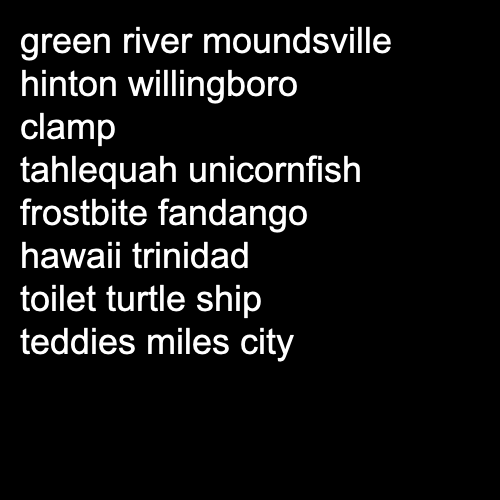 green river moundsville
hinton willingboro
clamp
tahlequah unicornfish
frostbite fandango
hawaii trinidad
toilet turtle ship
teddies miles city